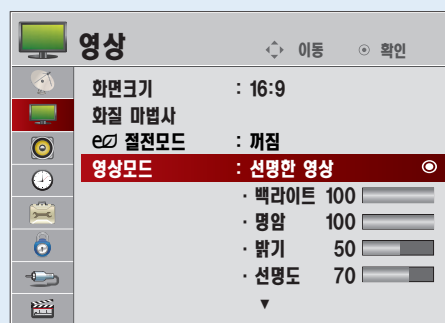 영상
이동 확인
화면크기 : 16:9
화질 마법사
절전모드 : 꺼짐
영상모드 : 선명한 영상
· 백라이트 100
· 명암 100
· 밝기 50
· 선명도 70